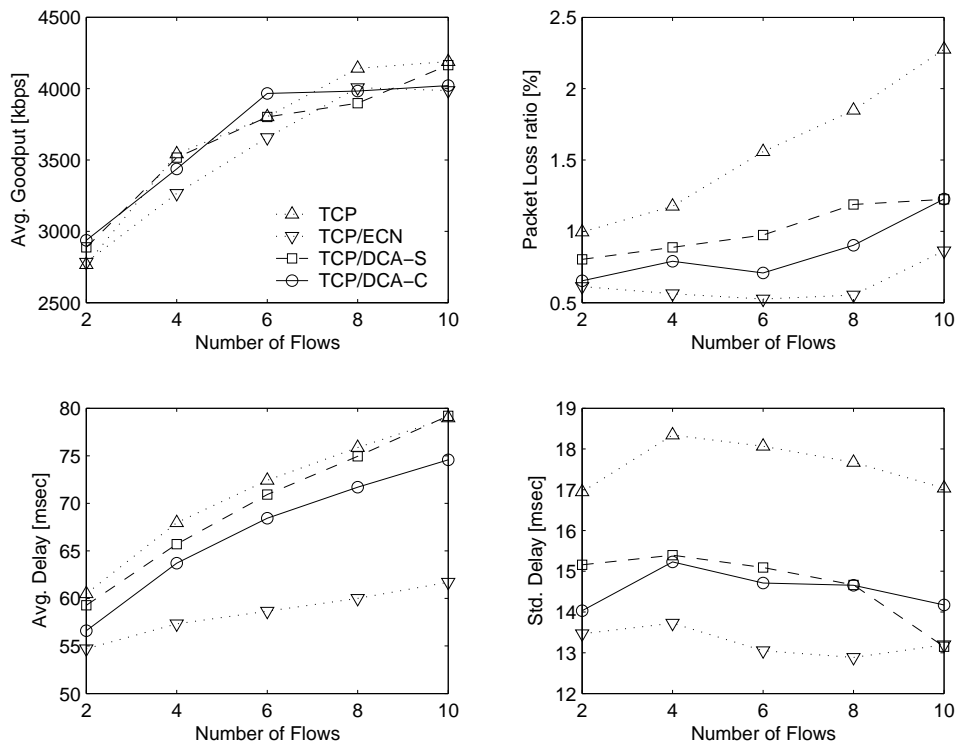 4500
4000
3500
3000
2500
Avg. Goodput [kbps]
TCP
TCP/ECN
TCP/DCA-S
TCP/DCA-C
2 4 6 8 10
Number of Flows
2.5
2
1.5
1
0.5
Packet Loss ratio [%]
2 4 6 8 10
Number of Flows
80
75
70
65
60
55
50
Avg. Delay [msec]
2 4 6 8 10
Number of Flows
19
18
17
16
15
14
13
12
Std. Delay [msec]
2 4 6 8 10
Number of Flows